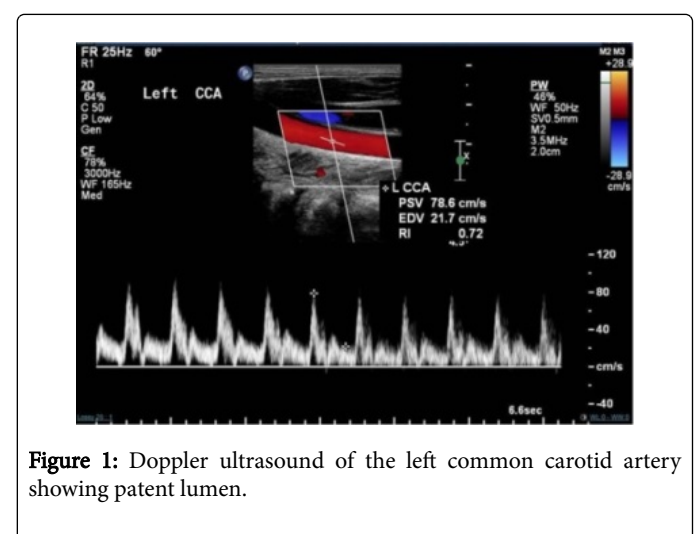 FR 25Hz 60°
R1
M2 M3
+28.9
2D
64%
C 50
P Low
Gen
Left CCA
PW
46%
WF 50Hz
SV0.5mm
M2
3.5MHz
2.0cm
CF
78%
3000Hz
WF 165Hz
Med
x
-28.9
cm/s
L CCA
PSV 78.6 cm/s
EDV 21.7 cm/s
RI 0.72
-120
-80
-40
-cm/s
--40
6.6sec
Figure 1: Doppler ultrasound of the left common carotid artery
showing patent lumen.